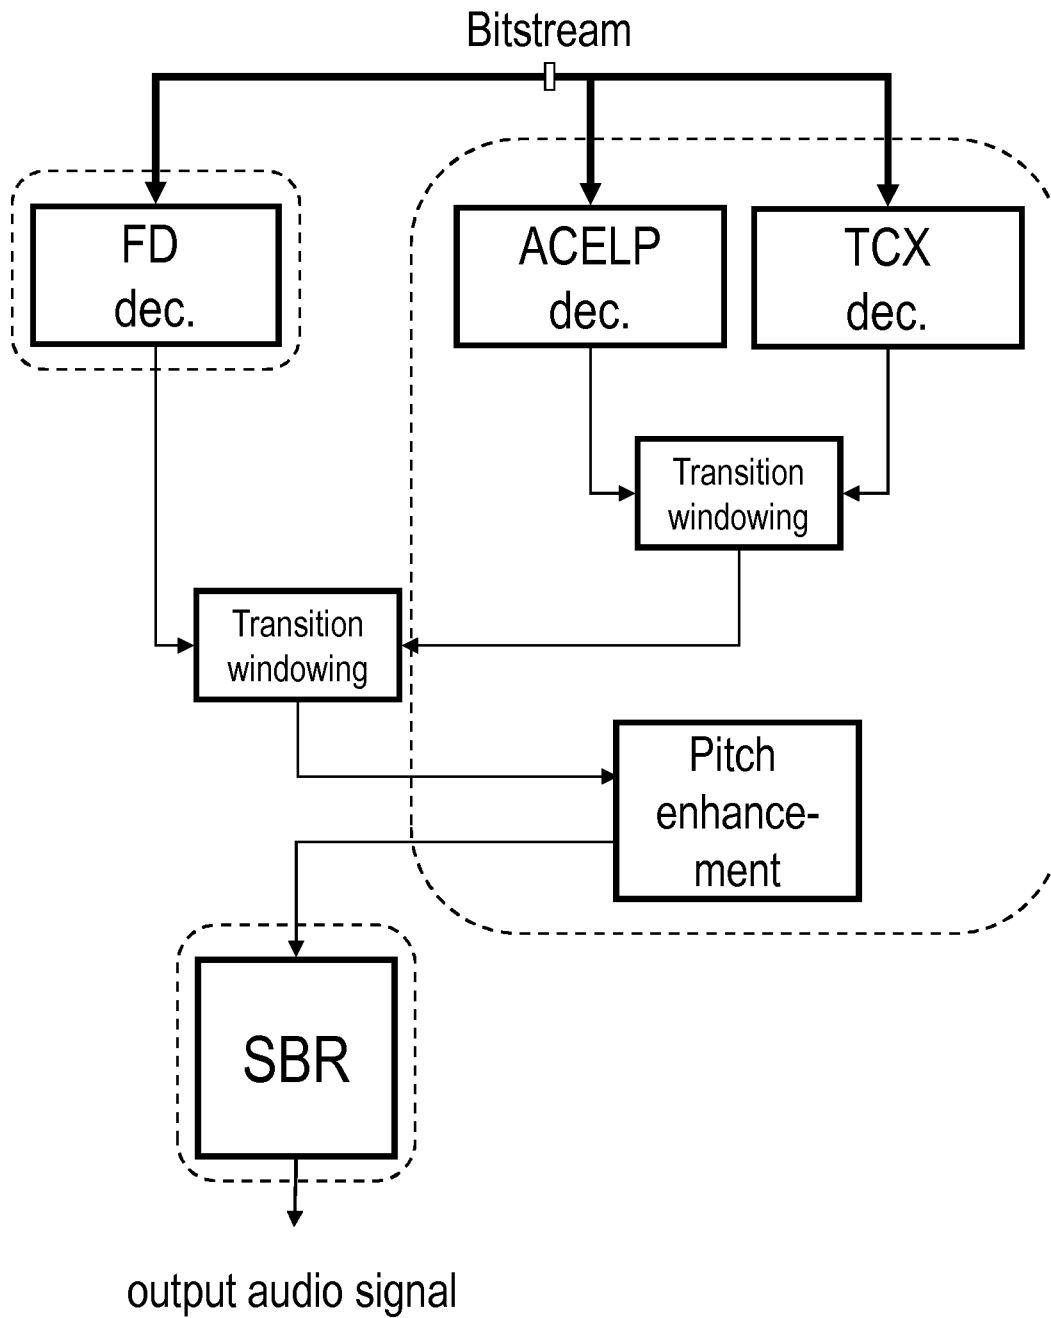 Bitstream
FD
dec.
ACELP
dec.
TCX
dec.
Transition
windowing
Transition
windowing
Pitch
enhance-
ment
SBR
output audio signal